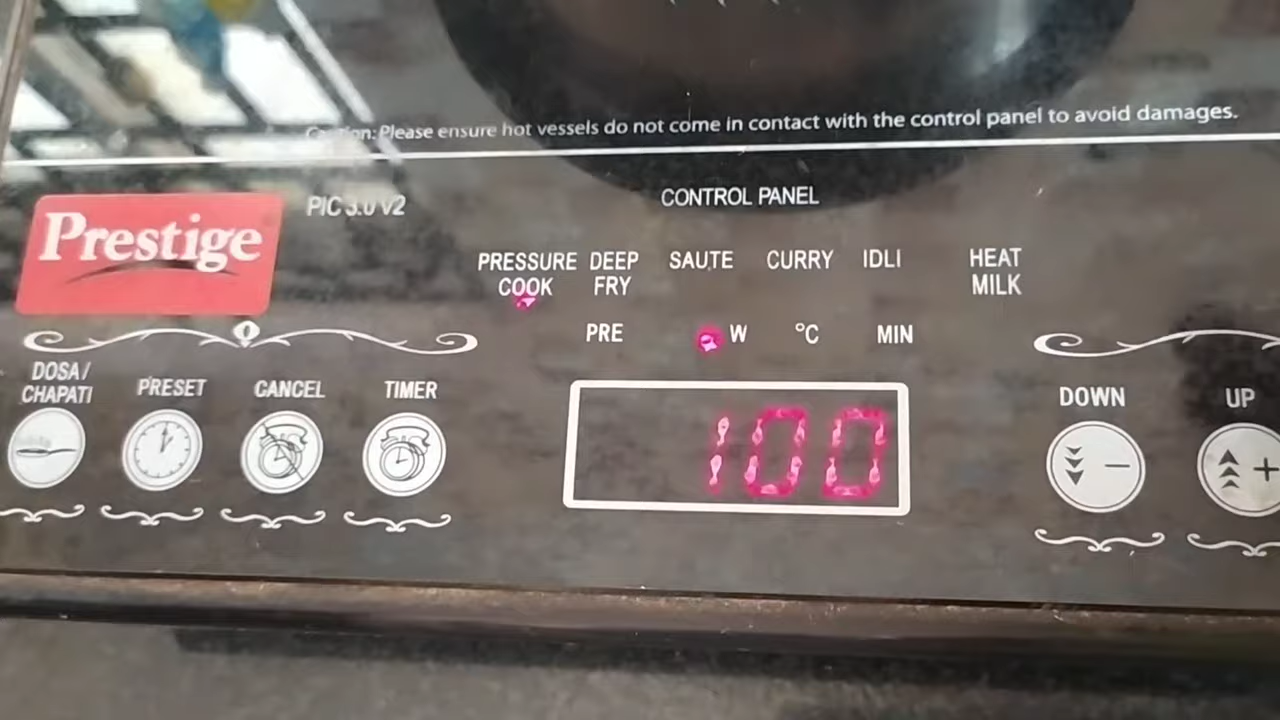 Caution: Please ensure hot vessels do not come in contact with the control panel to avoid damages.
Prestige
PIC 3.0 V2
CONTROL PANEL
PRESSURE COOK
DEEP FRY
SAUTE
CURRY
IDLI
HEAT MILK
PRE
W
°C
MIN
DOSA/
CHAPATI
PRESET
CANCEL
TIMER
100
DOWN
UP
−
+